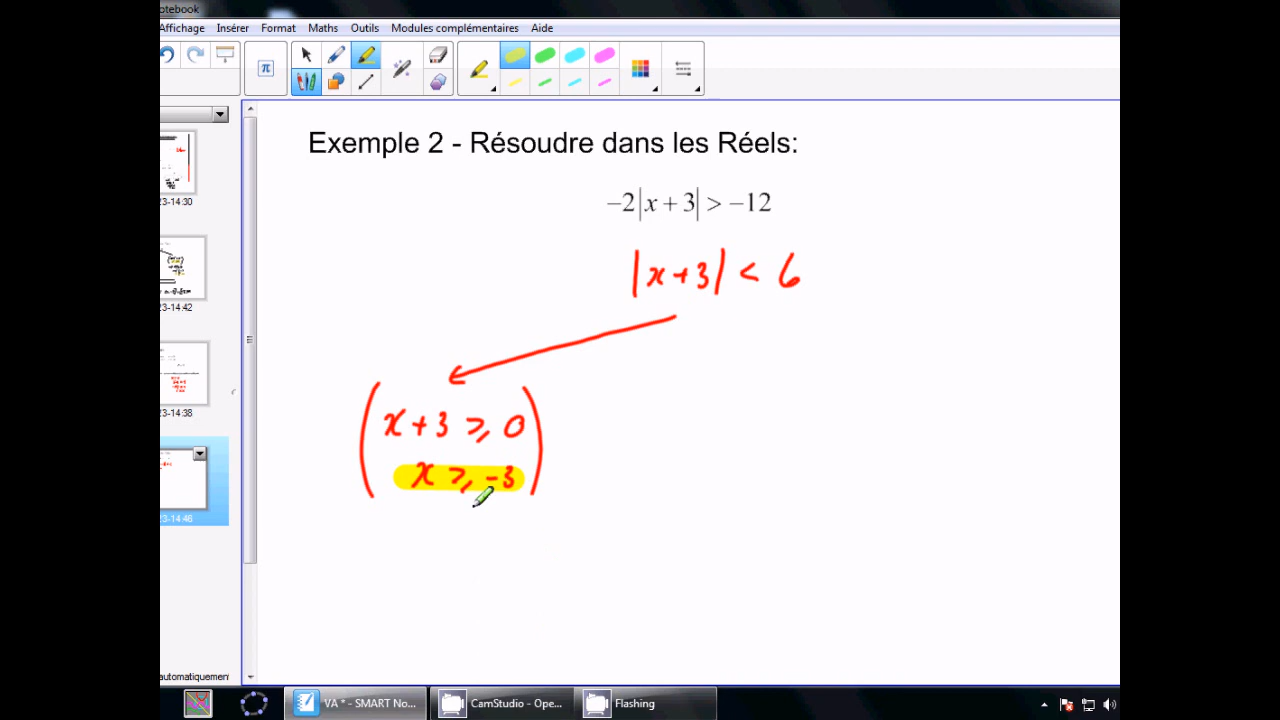 otebook
Affichage Insérer Format Maths Outils Modules complémentaires Aide
π
Exemple 2 - Résoudre dans les Réels:
−2|x + 3| > −12
|x+3| < 6
x+3 ⩾ 0
x ⩾ -3
23-14:30
23-14:42
23-14:38
23-14:46
automatiquement
VA * - SMART No...
CamStudio - Ope...
Flashing